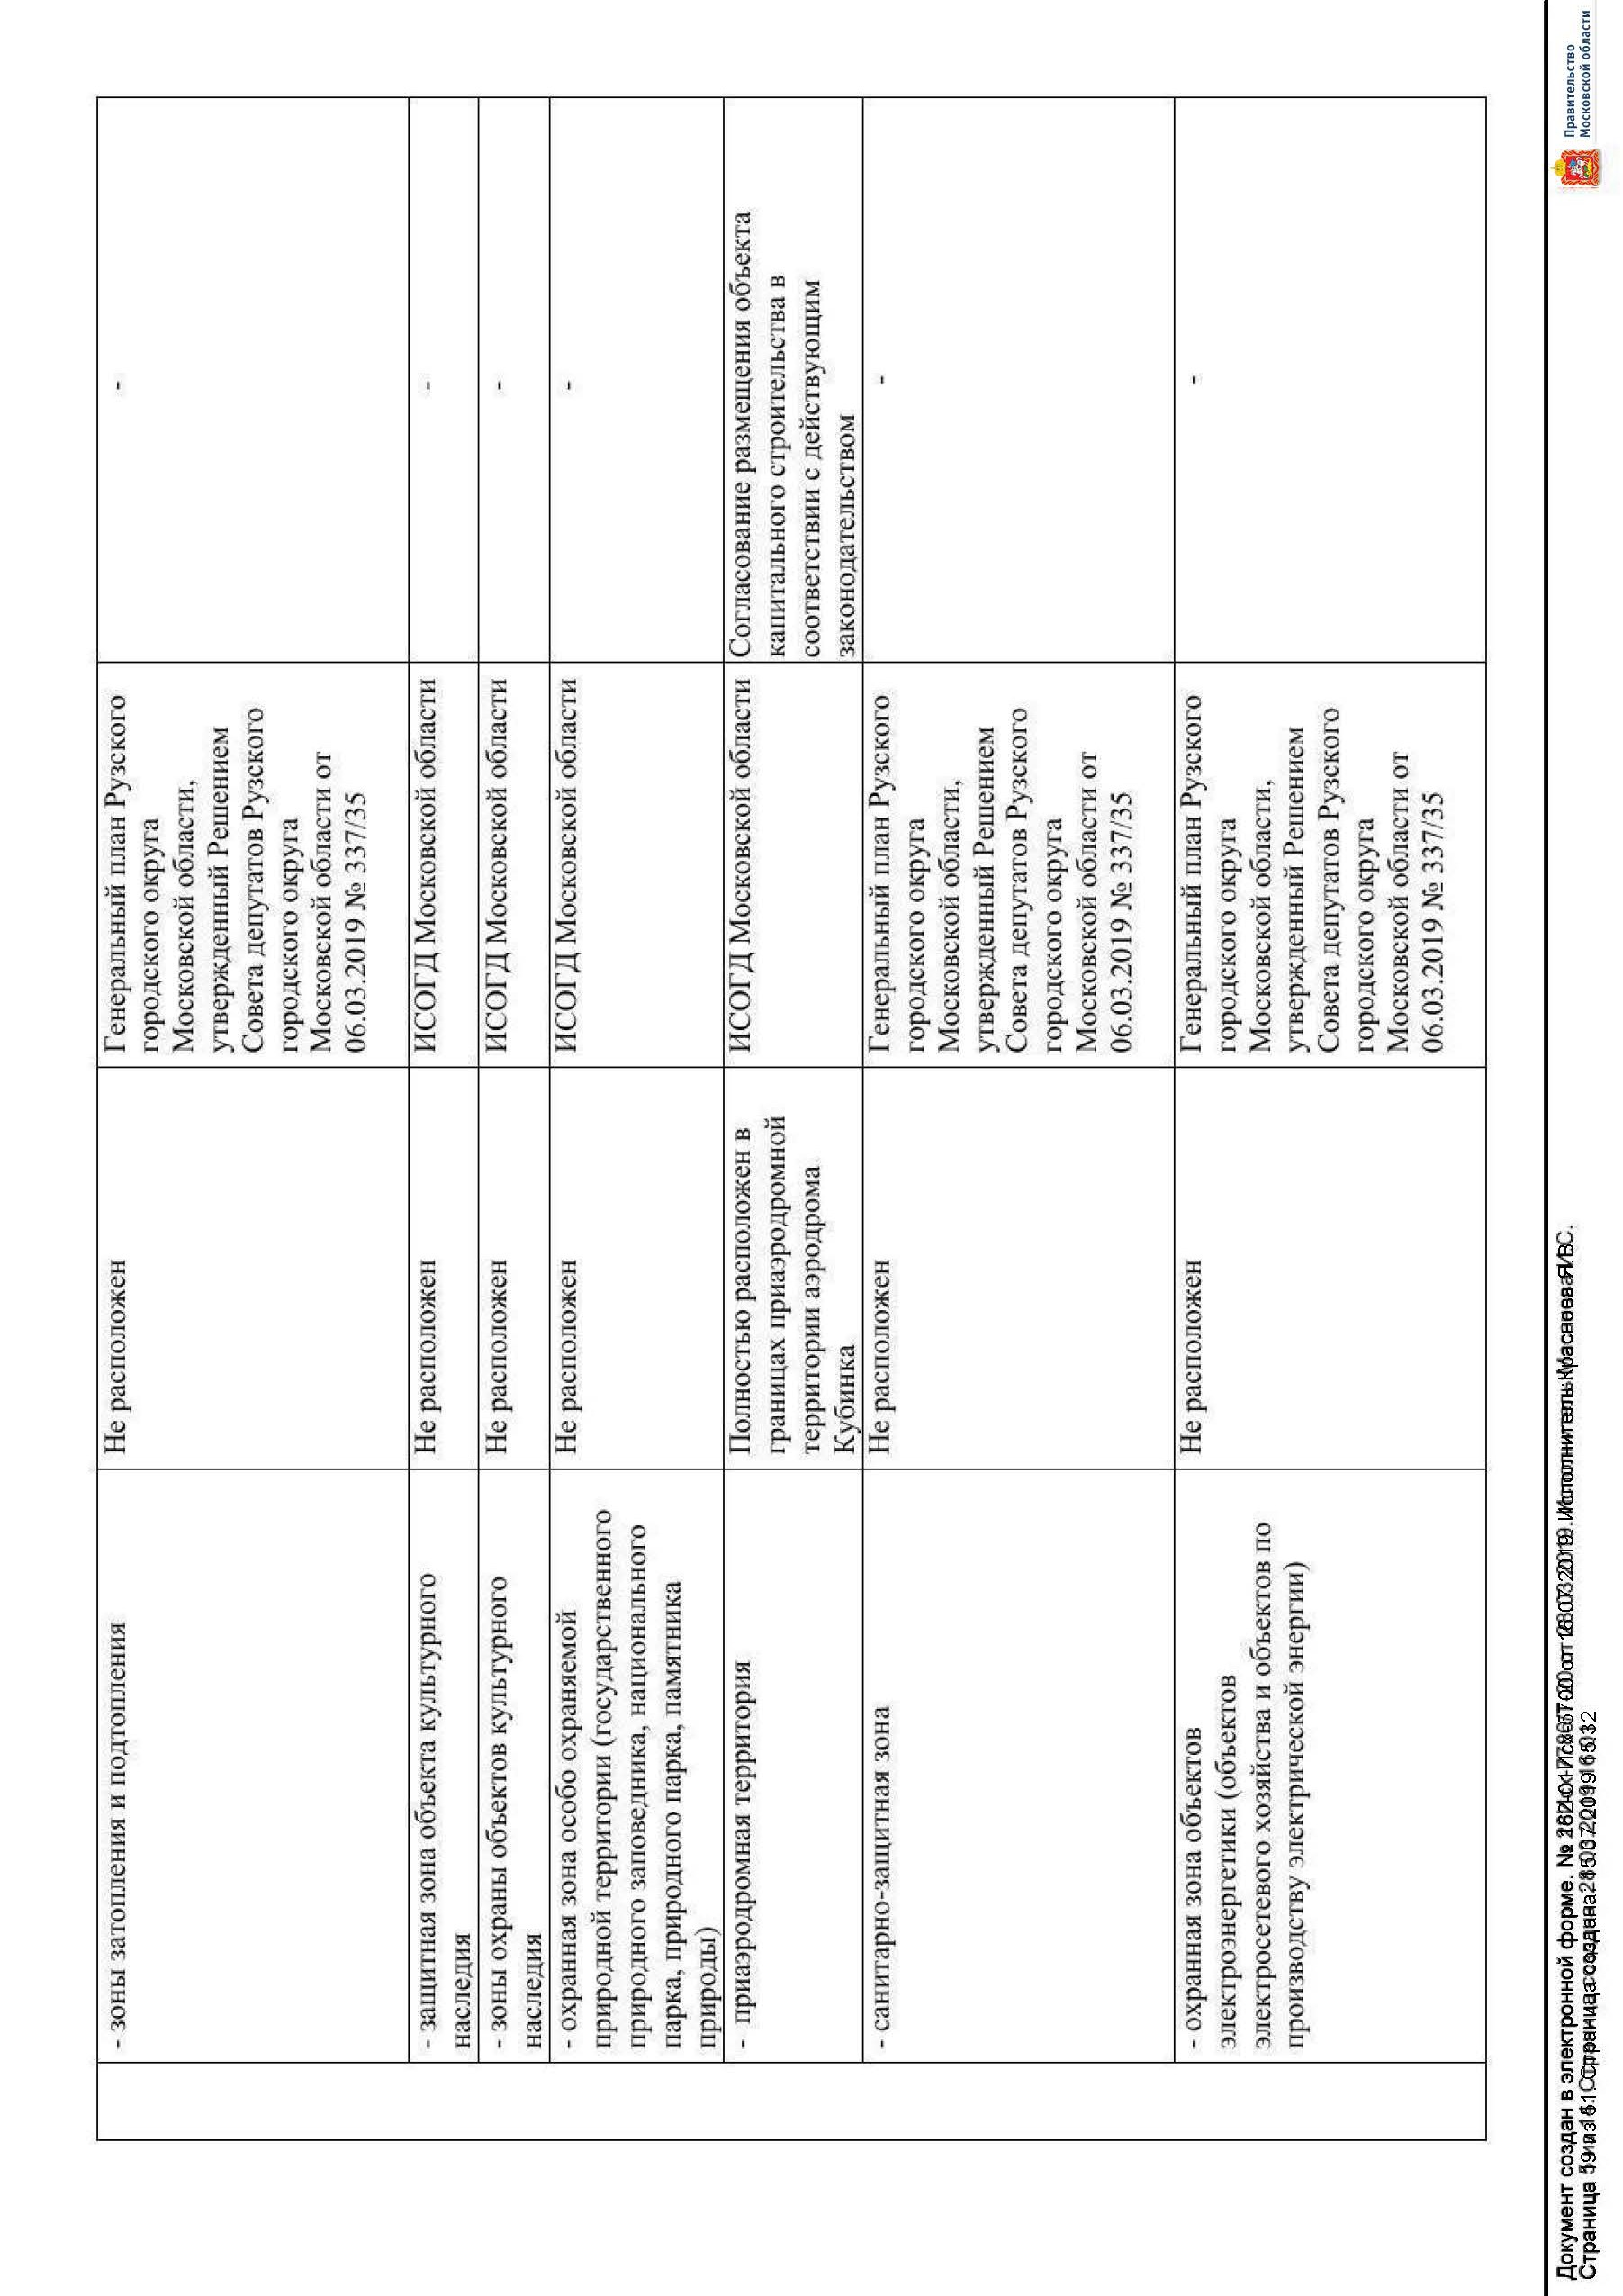 - зоны затопления и подтопления
Не расположен
Генеральный план Рузского
городского округа
Московской области,
утвержденный Решением
Совета депутатов Рузского
городского округа
Московской области от
06.03.2019 № 337/35
-
- защитная зона объекта культурного
наследия
Не расположен
ИСОГД Московской области
-
- зоны охраны объектов культурного
наследия
Не расположен
ИСОГД Московской области
-
- охранная зона особо охраняемой
природной территории (государственного
природного заповедника, национального
парка, природного парка, памятника
природы)
Не расположен
ИСОГД Московской области
-
- приаэродромная территория
Полностью расположен в
границах приаэродромной
территории аэродрома
Кубинка
ИСОГД Московской области
Согласование размещения объекта
капитального строительства в
соответствии с действующим
законодательством
- санитарно-защитная зона
Не расположен
Генеральный план Рузского
городского округа
Московской области,
утвержденный Решением
Совета депутатов Рузского
городского округа
Московской области от
06.03.2019 № 337/35
-
- охранная зона объектов
электроэнергетики (объектов
электросетевого хозяйства и объектов по
производству электрической энергии)
Не расположен
Генеральный план Рузского
городского округа
Московской области,
утвержденный Решением
Совета депутатов Рузского
городского округа
Московской области от
06.03.2019 № 337/35
-
Документ создан в электронной форме. №
Страница
Правительство
Московской области